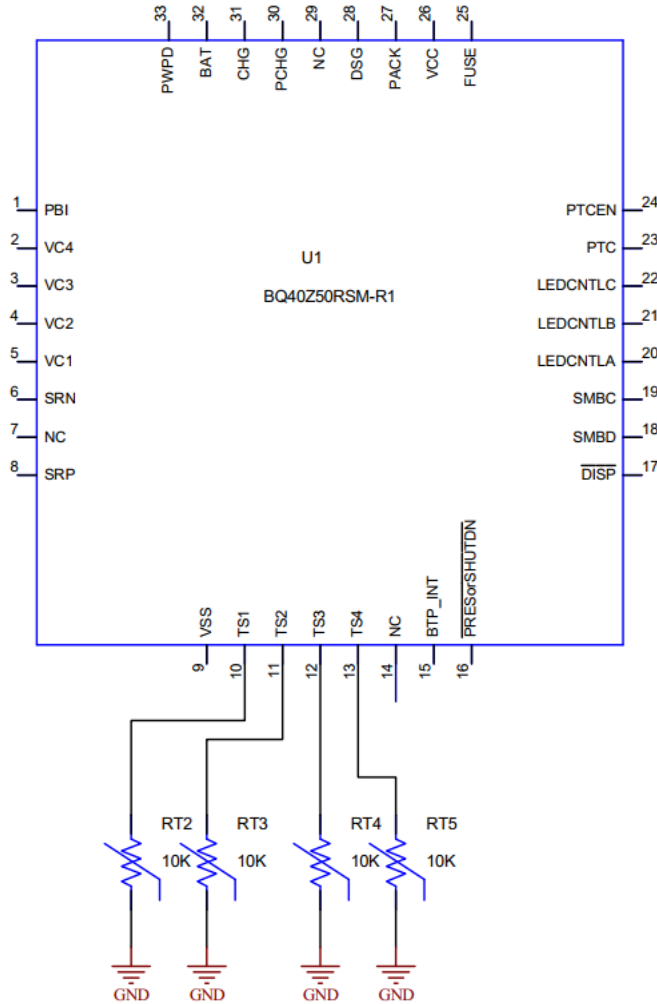 33 32 31 30 29 28 27 26 25
PWPD BAT CHG PCHG NC DSG PACK VCC FUSE
1 PBI PTCEN 24
2 VC4 PTC 23
3 VC3 LEDCNTLC 22
4 VC2 LEDCNTLB 21
5 VC1 LEDCNTLA 20
6 SRN SMBC 19
7 NC SMBD 18
8 SRP DISP 17
U1
BQ40Z50RSM-R1
VSS TS1 TS2 TS3 TS4 NC BTP_INT PRESorSHUTDN
9 10 11 12 13 14 15 16
RT2 RT3 RT4 RT5
10K 10K 10K 10K
GND GND GND GND